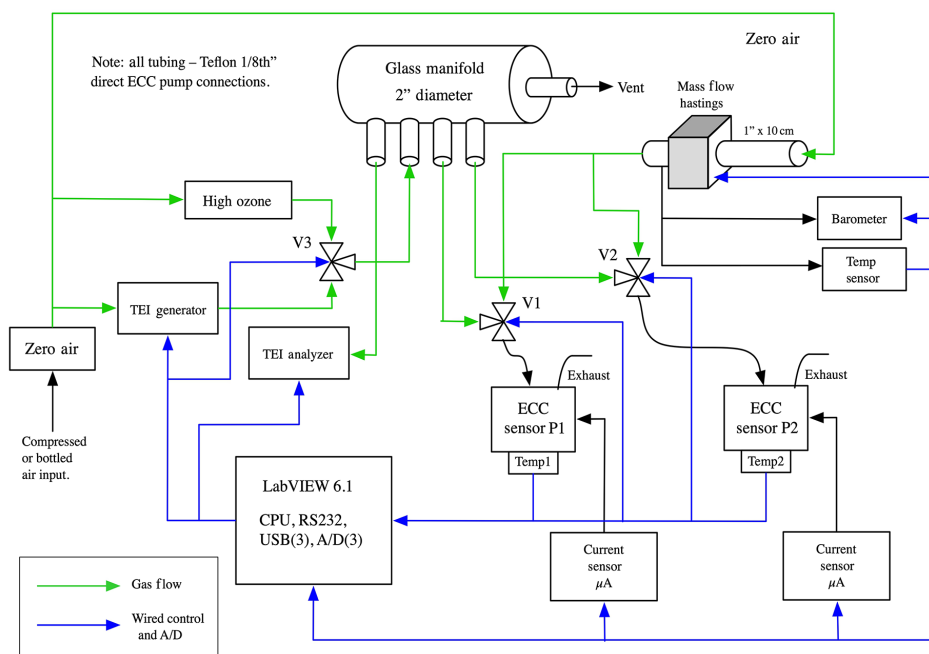 Note: all tubing – Teflon 1/8th”
direct ECC pump connections.
Glass manifold
2” diameter
Vent
Zero air
Mass flow
hastings
1” x 10 cm
High ozone
V3
V2
Barometer
Temp
sensor
TEI generator
V1
Zero air
TEI analyzer
Exhaust
Exhaust
ECC
sensor P1
ECC
sensor P2
Temp1
Temp2
Compressed
or bottled
air input.
LabVIEW 6.1
CPU, RS232,
USB(3), A/D(3)
Current
sensor
μA
Current
sensor
μA
Gas flow
Wired control
and A/D